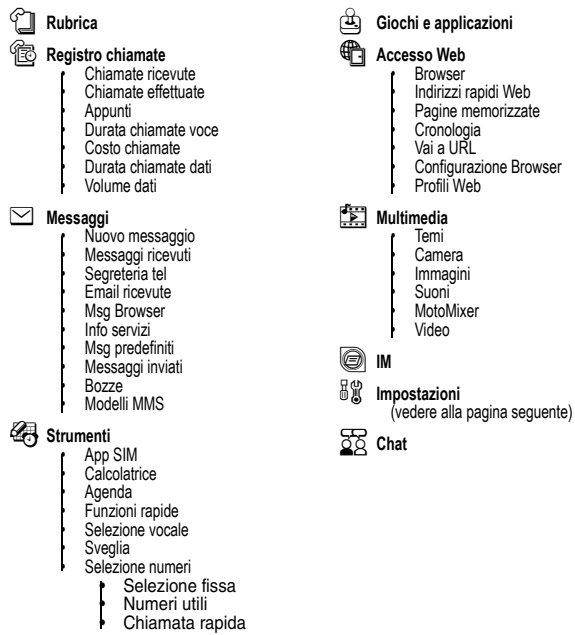 Rubrica
Registro chiamate
Chiamate ricevute
Chiamate effettuate
Appunti
Durata chiamate voce
Costo chiamate
Durata chiamate dati
Volume dati
Messaggi
Nuovo messaggio
Messaggi ricevuti
Segreteria tel
Email ricevute
Msg Browser
Info servizi
Msg predefiniti
Messaggi inviati
Bozze
Modelli MMS
Strumenti
App SIM
Calcolatrice
Agenda
Funzioni rapide
Selezione vocale
Sveglia
Selezione numeri
Selezione fissa
Numeri utili
Chiamata rapida
Giochi e applicazioni
Accesso Web
Browser
Indirizzi rapidi Web
Pagine memorizzate
Cronologia
Vai a URL
Configurazione Browser
Profili Web
Multimedia
Temi
Camera
Immagini
Suoni
MotoMixer
Video
IM
Impostazioni
(vedere alla pagina seguente)
Chat